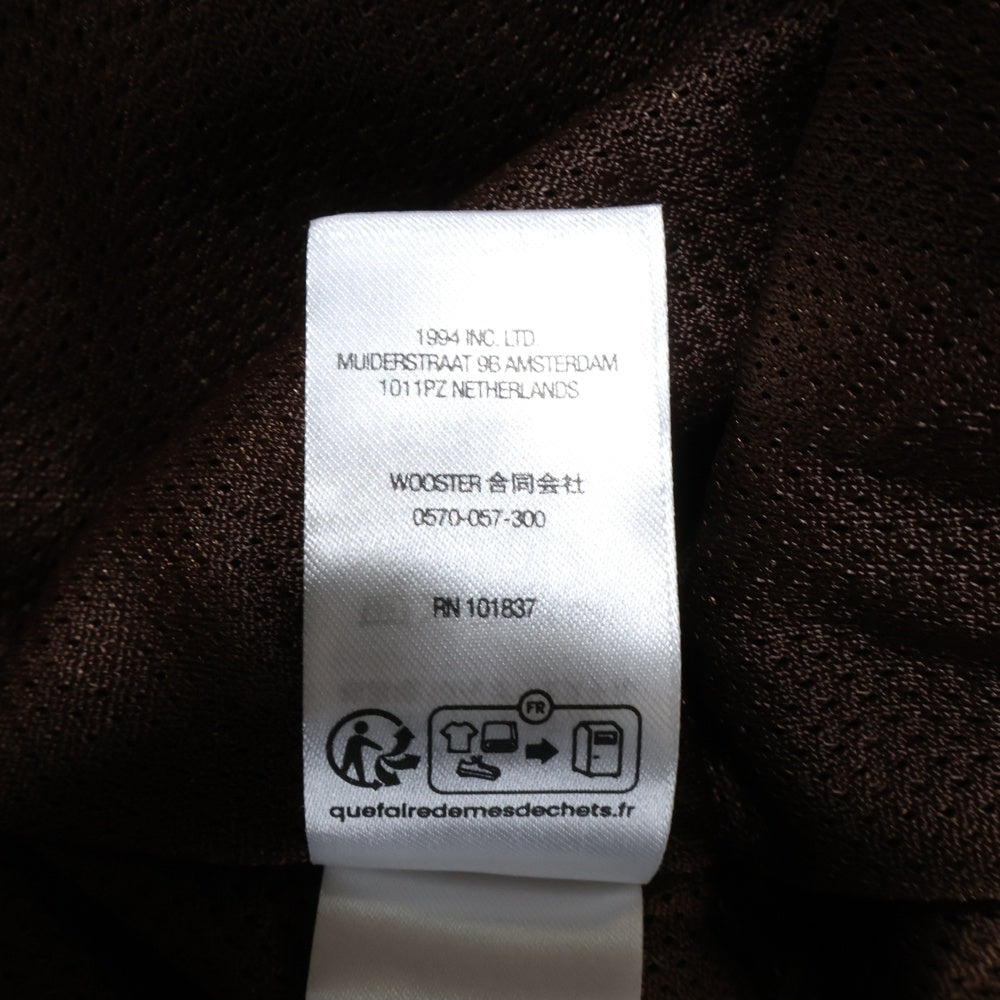 1994 INC. LTD.
MUIDERSTRAAT 9B AMSTERDAM
1011PZ NETHERLANDS
WOOSTER 合同会社
0570-057-300
RN 101837
FR
quefairedemesdechets.fr